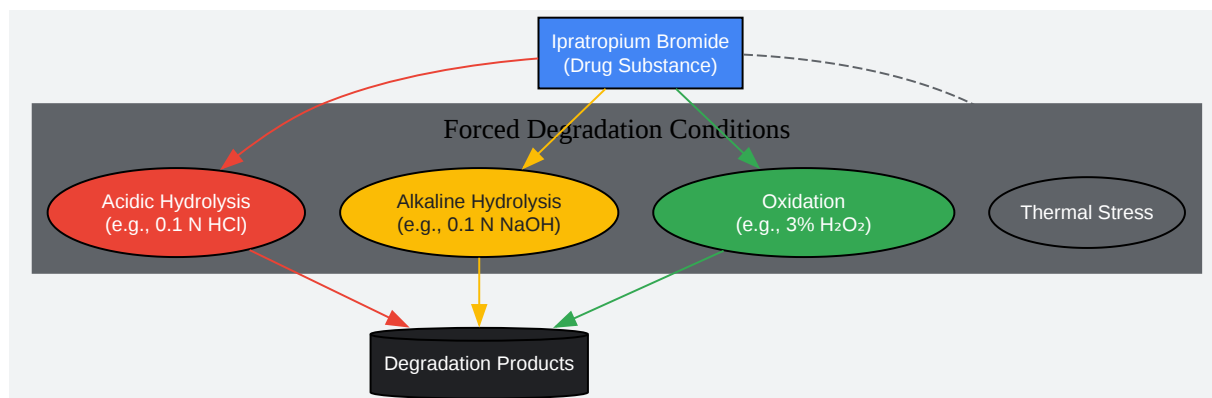 Ipratropium Bromide
(Drug Substance)
Forced Degradation Conditions
Acidic Hydrolysis
(e.g., 0.1 N HCl)
Alkaline Hydrolysis
(e.g., 0.1 N NaOH)
Oxidation
(e.g., 3% H₂O₂)
Thermal Stress
Degradation Products